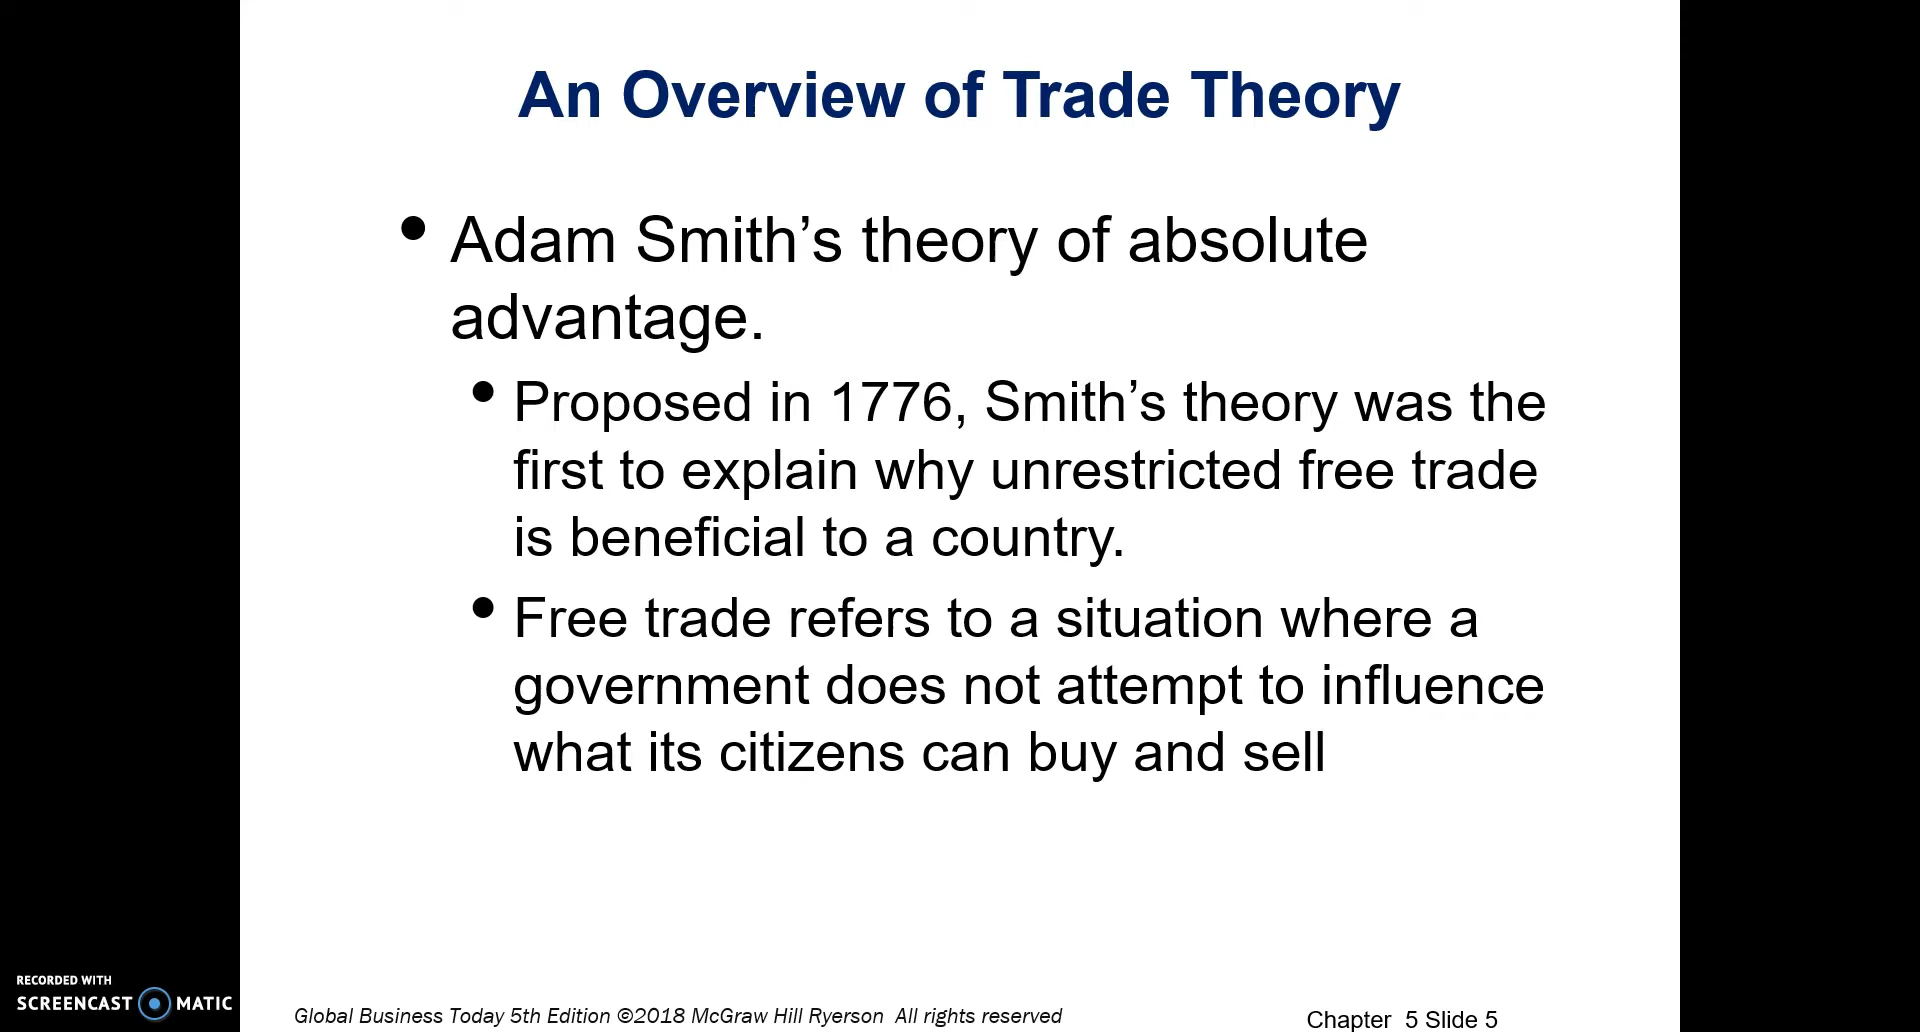 An Overview of Trade Theory
• Adam Smith’s theory of absolute
advantage.
• Proposed in 1776, Smith’s theory was the
first to explain why unrestricted free trade
is beneficial to a country.
• Free trade refers to a situation where a
government does not attempt to influence
what its citizens can buy and sell
RECORDED WITH
SCREENCAST MATIC
Global Business Today 5th Edition ©2018 McGraw Hill Ryerson All rights reserved
Chapter 5 Slide 5